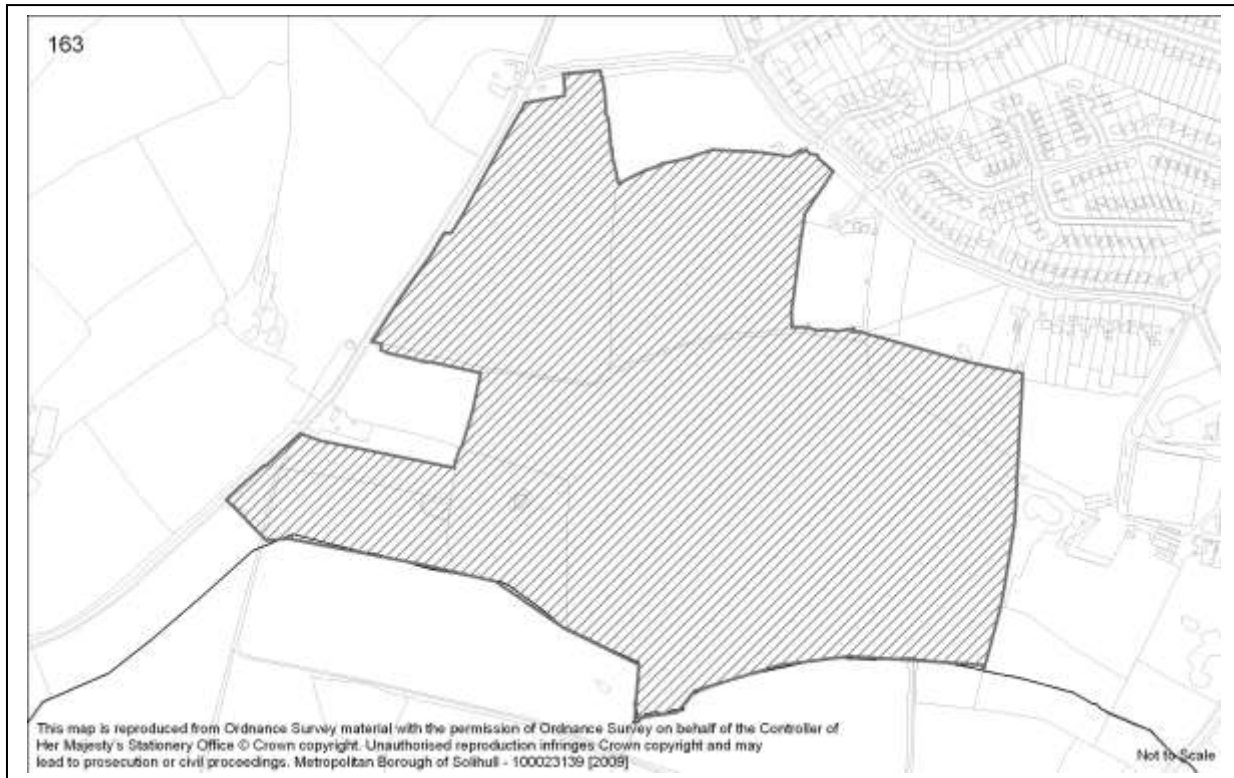 163
This map is reproduced from Ordnance Survey material with the permission of Ordnance Survey on behalf of the Controller of
Her Majesty's Stationery Office © Crown copyright. Unauthorised reproduction infringes Crown copyright and may
lead to prosecution or civil proceedings. Metropolitan Borough of Solihull - 100023139 [2009]
Not to Scale